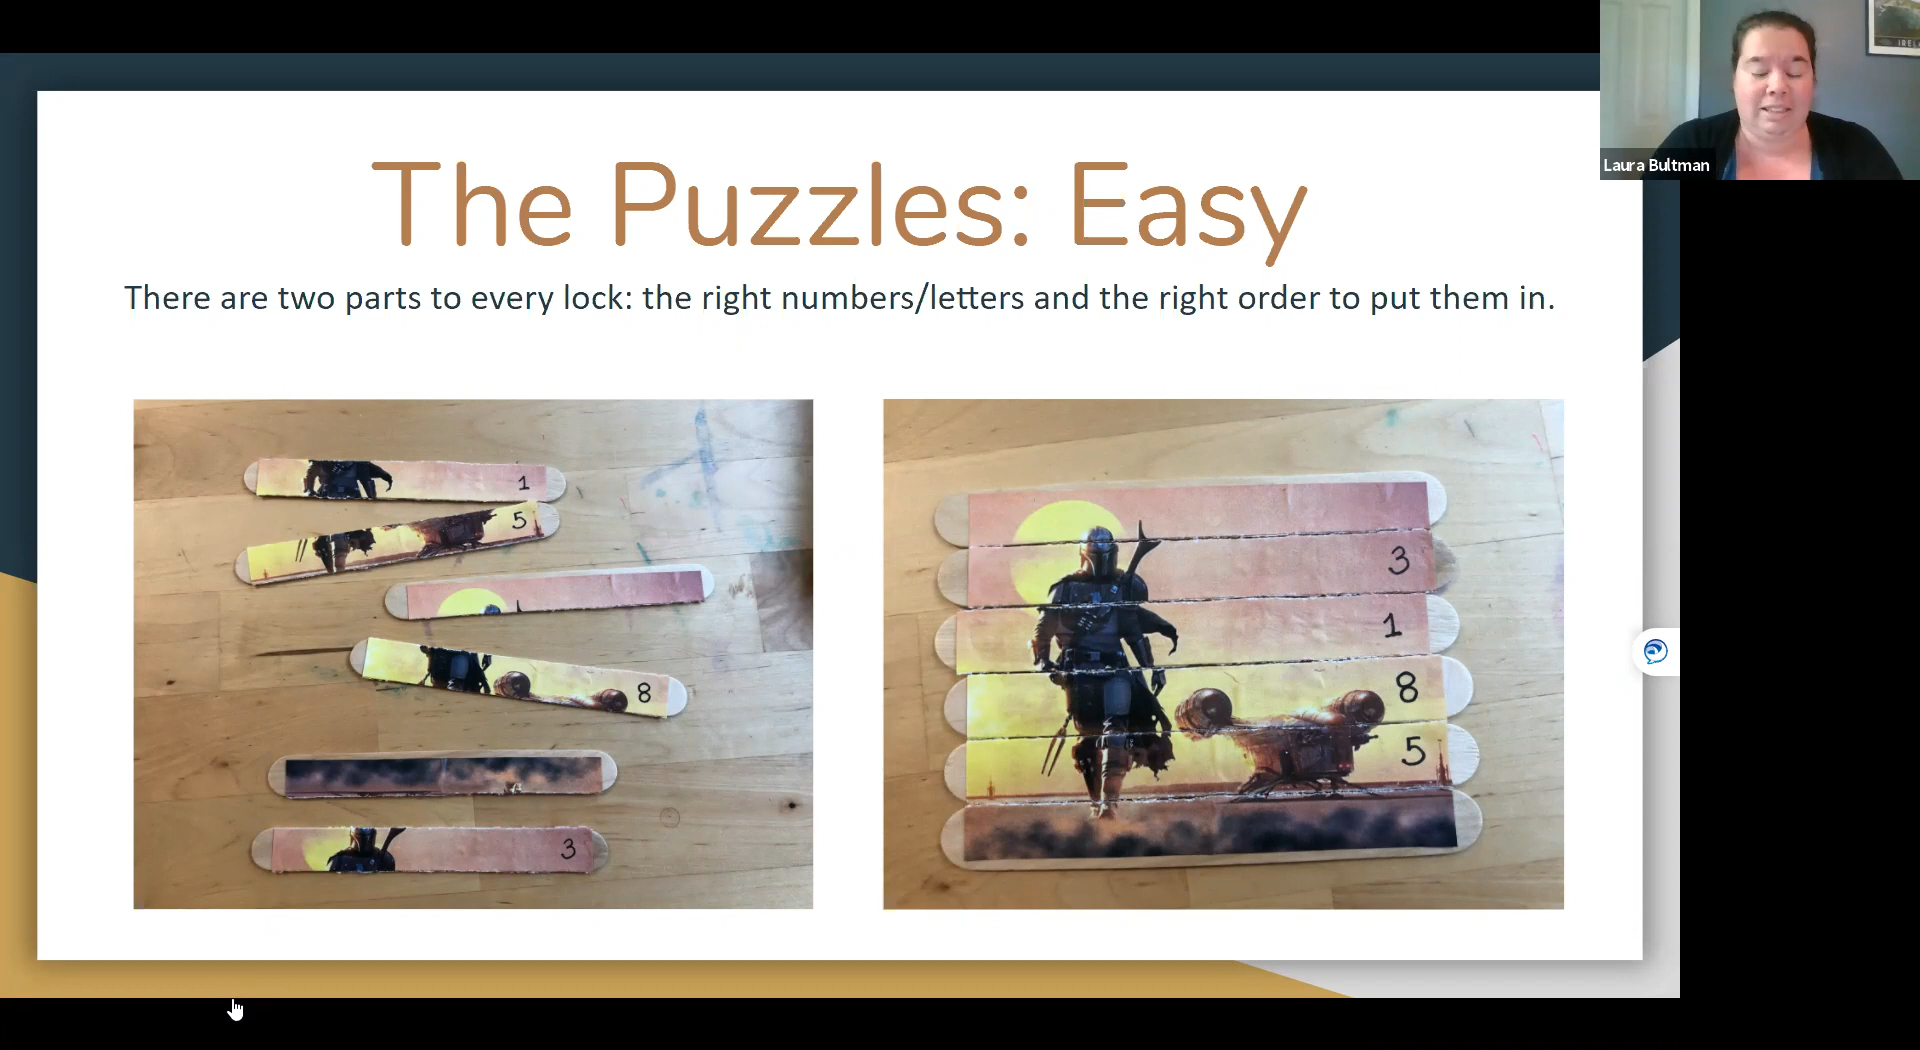 The Puzzles: Easy
There are two parts to every lock: the right numbers/letters and the right order to put them in.
1
5
8
3
3
1
8
5
Laura Bultman